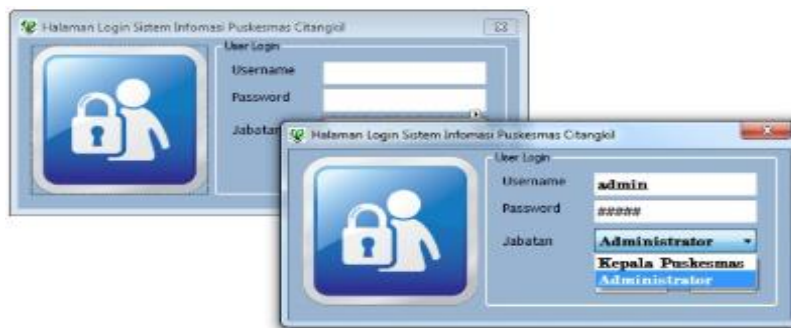 Halaman Login Sistem Infomasi Puskesmas Citangkil
User Login
Username
Password
Jabatan
Halaman Login Sistem Infomasi Puskesmas Citangkil
User Login
Username admin
Password #####
Jabatan Administrator
Kepala Puskesmas
Administrator